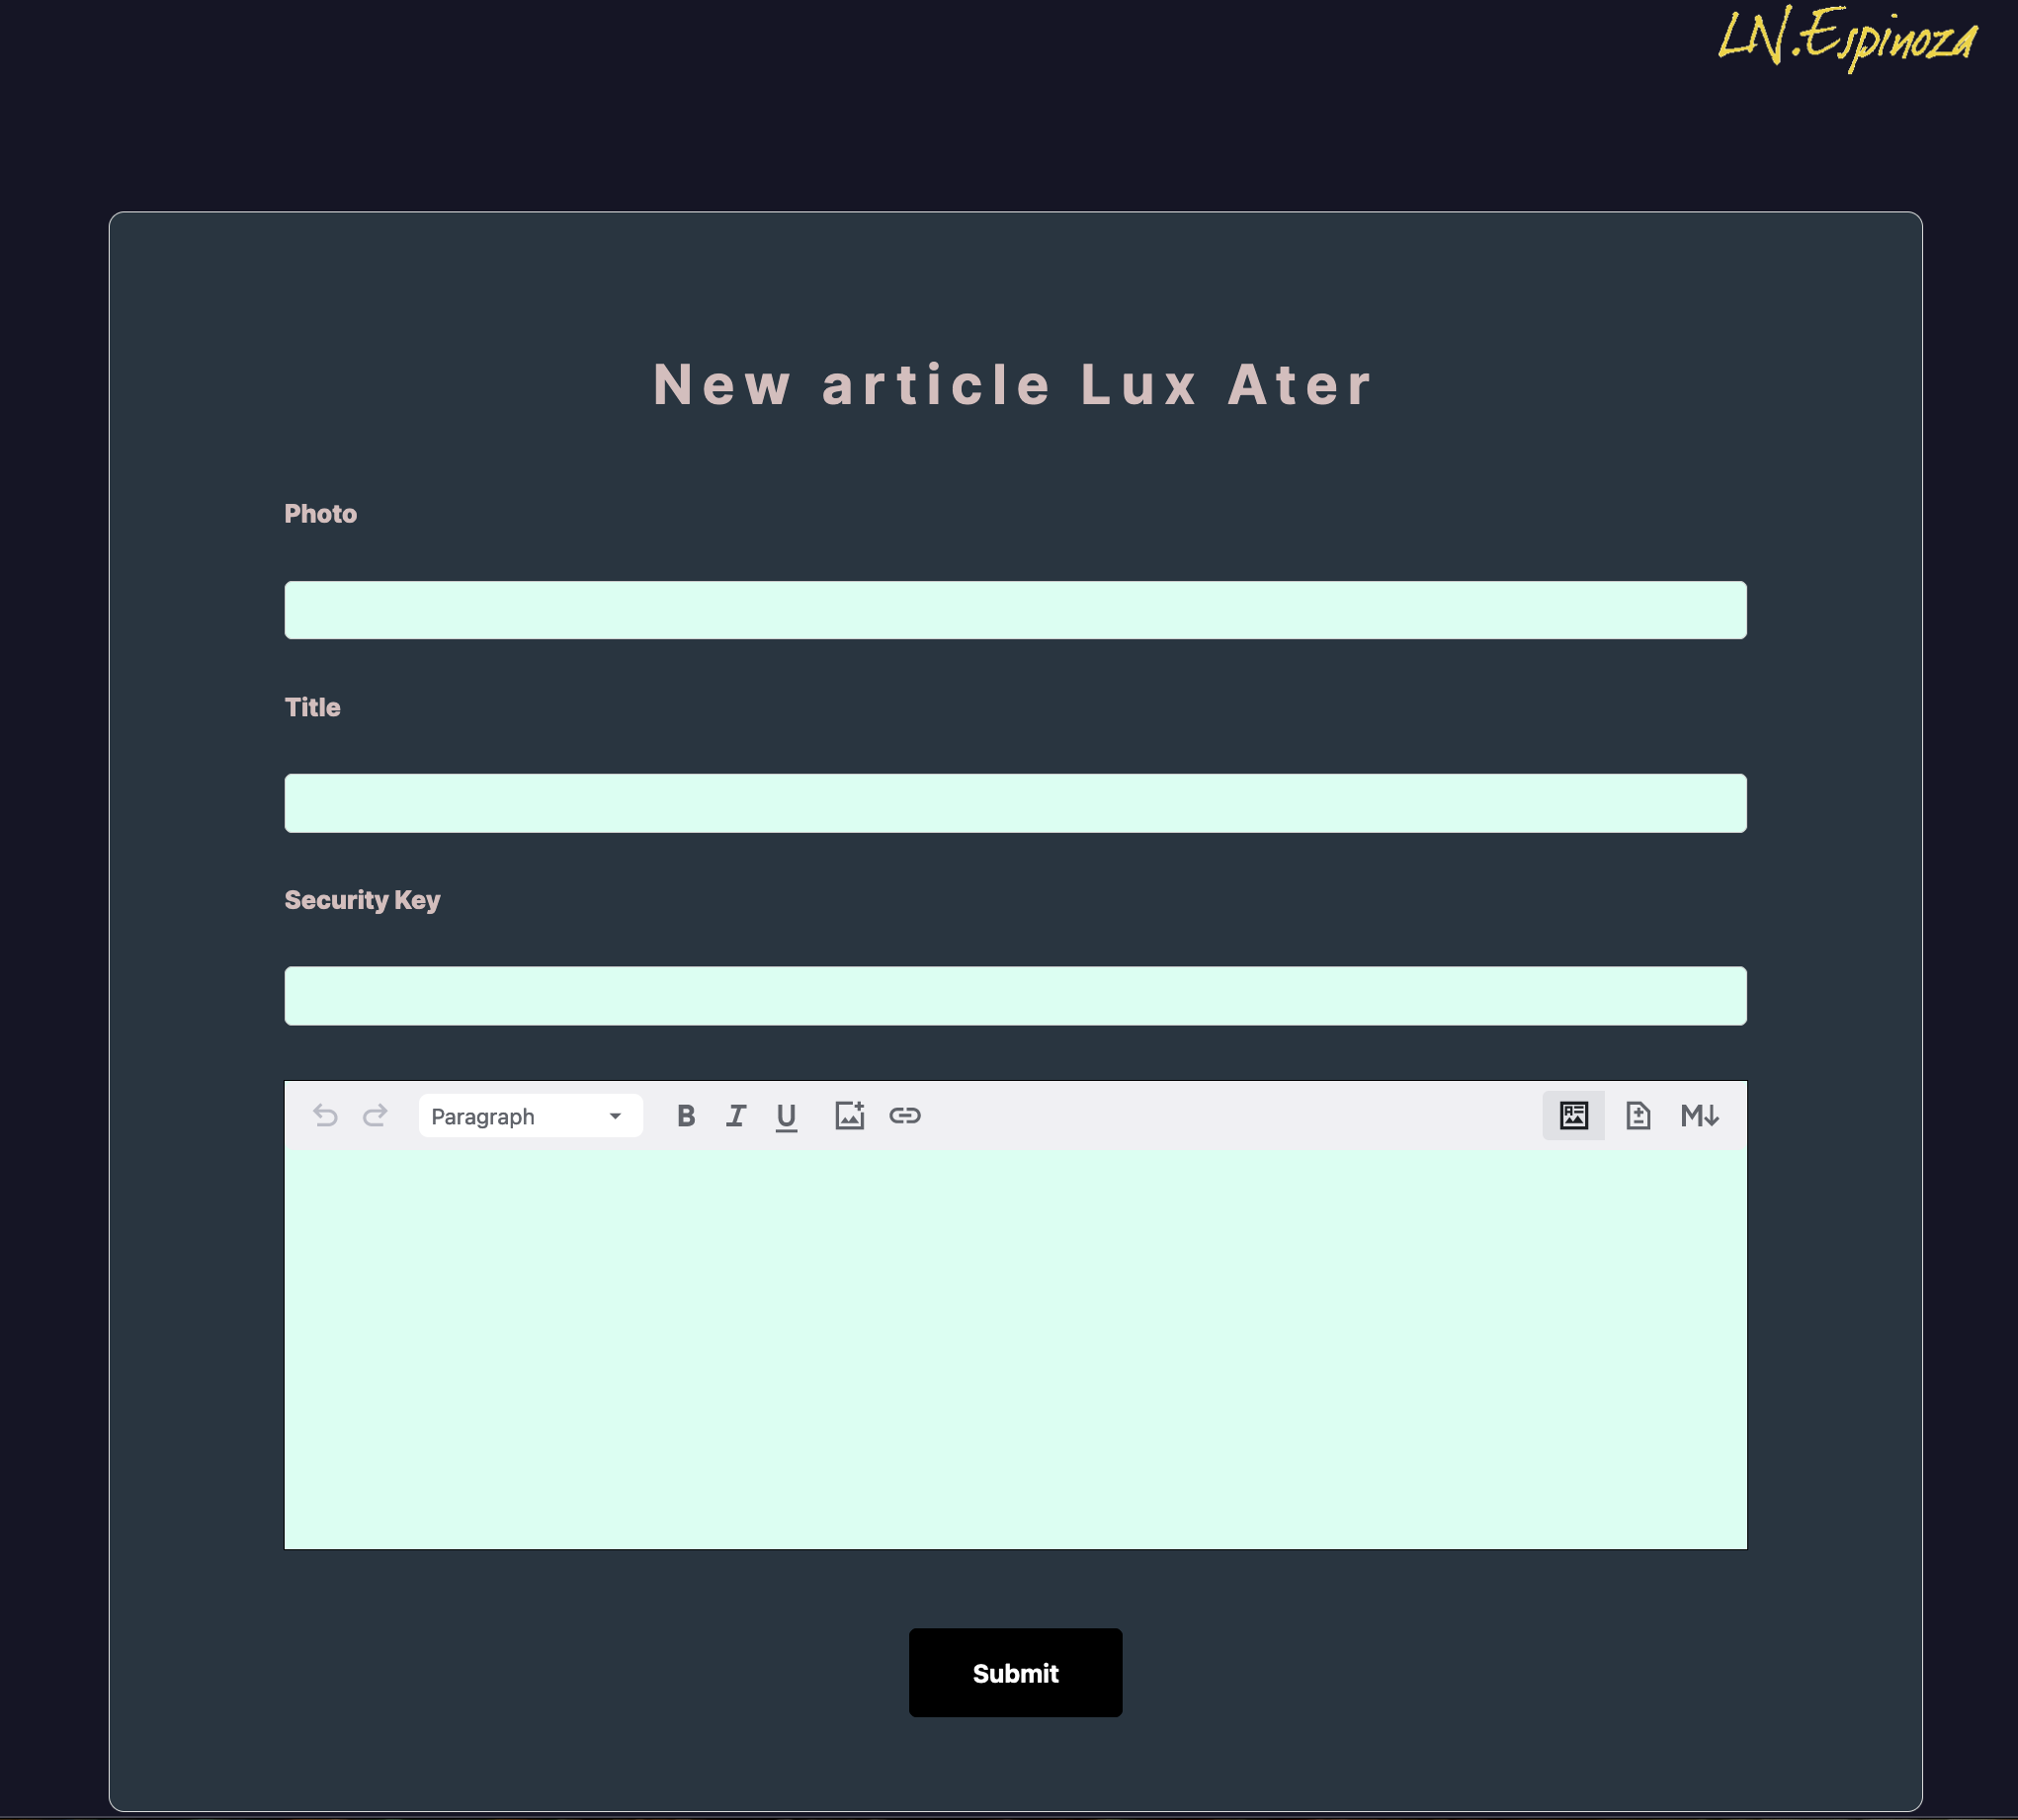 LN.Espinoza
New article Lux Ater
Photo
Title
Security Key
Paragraph B I U M↓
Submit